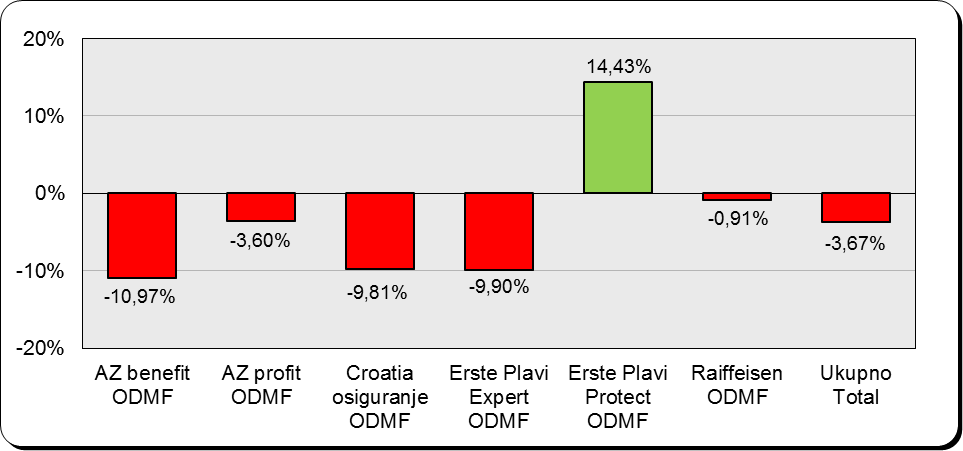 20%
10%
0%
-10%
-20%
-10,97%
-3,60%
-9,81%
-9,90%
14,43%
-0,91%
-3,67%
AZ benefit
ODMF
AZ profit
ODMF
Croatia
osiguranje
ODMF
Erste Plavi
Expert
ODMF
Erste Plavi
Protect
ODMF
Raiffeisen
ODMF
Ukupno
Total